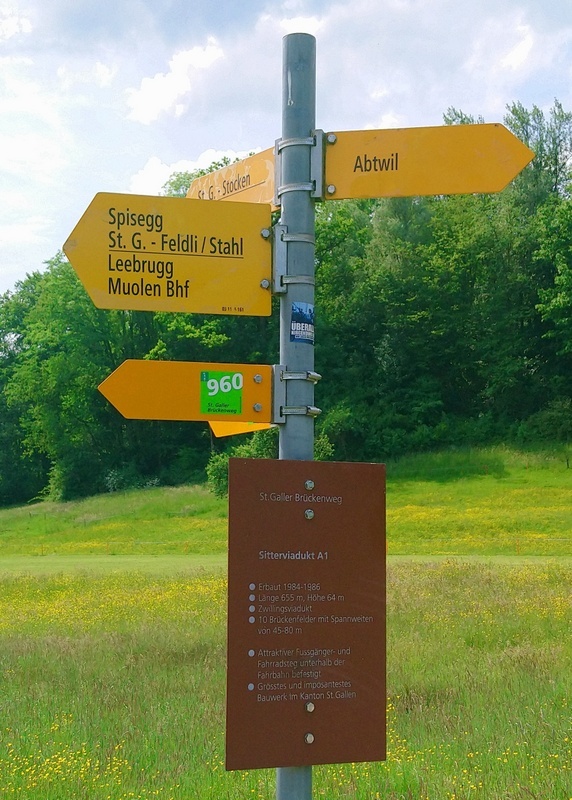 Abtwil
St. G. - Stocken
Spisegg
St. G. - Feldli / Stahl
Leebrugg
Muolen Bhf
ÜBERALL
960
St. Galler
Brückenweg
St.Galler Brückenweg
Sitterviadukt A1
● Erbaut 1984-1986
● Länge 655 m, Höhe 64 m
● Zwillingsviadukt
● 10 Brückenfelder mit Spannweiten
von 45-80 m
● Attraktiver Fussgänger- und
Fahrradsteg unterhalb der
Fahrbahn befestigt
● Grösstes und imposantestes
Bauwerk im Kanton St.Gallen